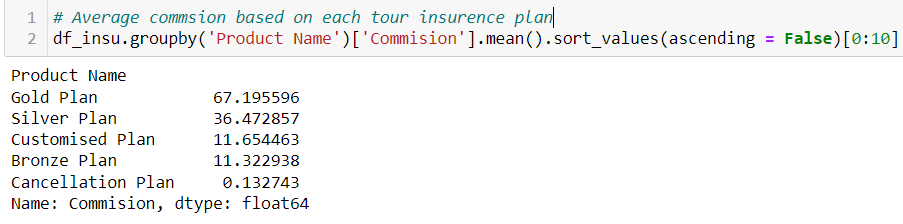 1 # Average commsion based on each tour insurence plan
2 df_insu.groupby('Product Name')['Commision'].mean().sort_values(ascending = False)[0:10]
Product Name
Gold Plan 67.195596
Silver Plan 36.472857
Customised Plan 11.654463
Bronze Plan 11.322938
Cancellation Plan 0.132743
Name: Commision, dtype: float64